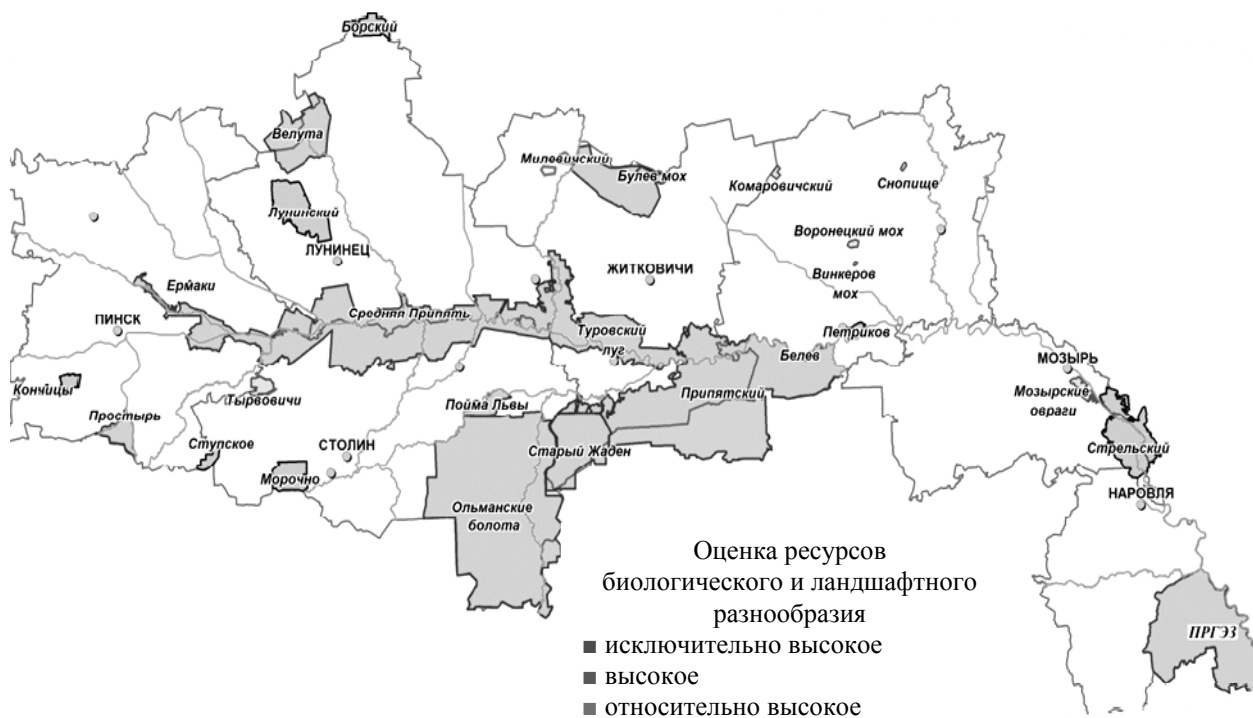 Борский
Велута
Милевичский
Булев мох
Комаровичский
Снопище
Лунинский
ЛУНИНЕЦ
Воронецкий мох
ЖИТКОВИЧИ
Винкеров
мох
Ермаки
ПИНСК
Средняя Припять
Туровский
луг
Петриков
Белев
МОЗЫРЬ
Мозырские
овраги
Кончицы
Тырвовичи
Простырь
Пойма Львы
Припятский
Ступское
СТОЛИН
Старый Жаден
Стрельский
Морочно
НАРОВЛЯ
Ольманские
болота
Оценка ресурсов
биологического и ландшафтного
разнообразия
исключительно высокое
высокое
относительно высокое
ПРГЭЗ